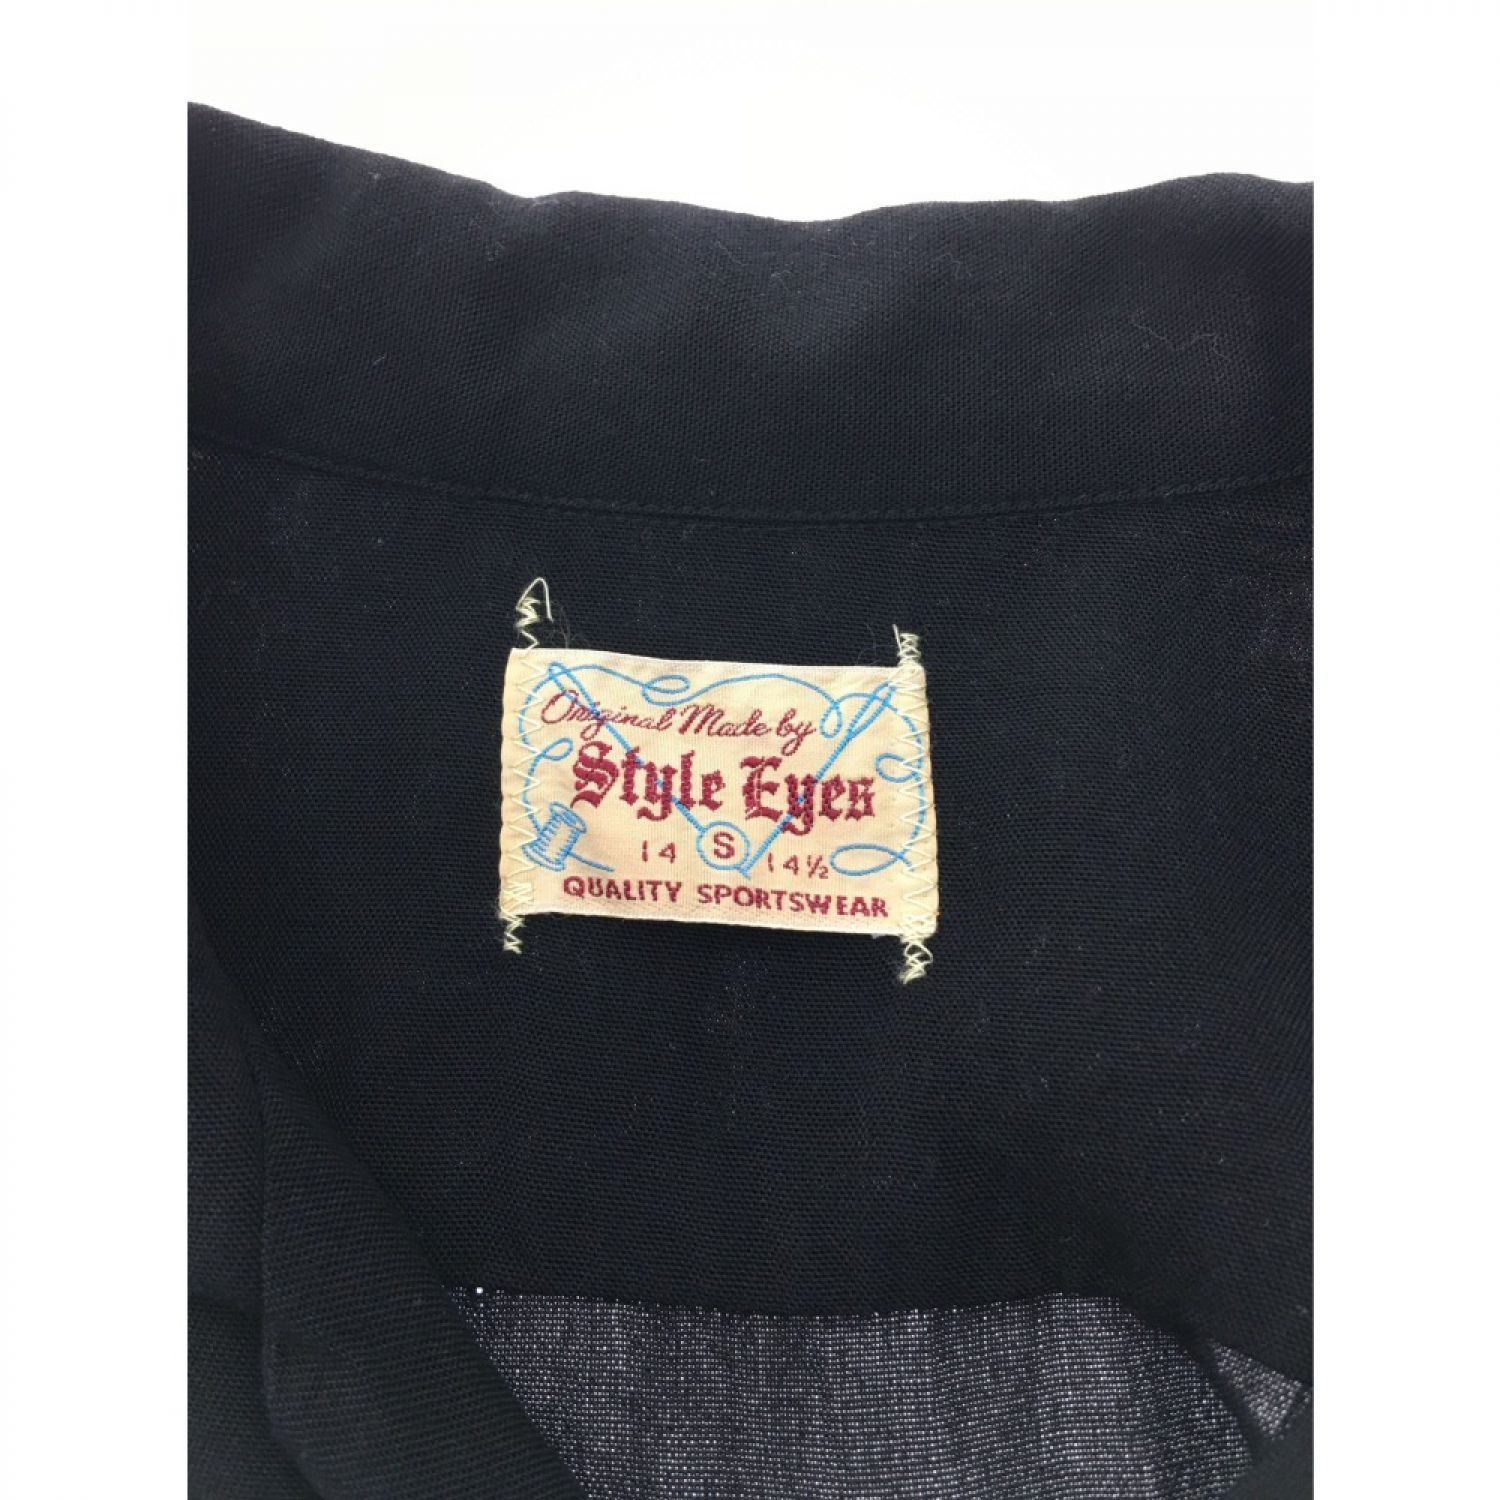 Original Made by
Style Eyes
14 S 14½
QUALITY SPORTSWEAR